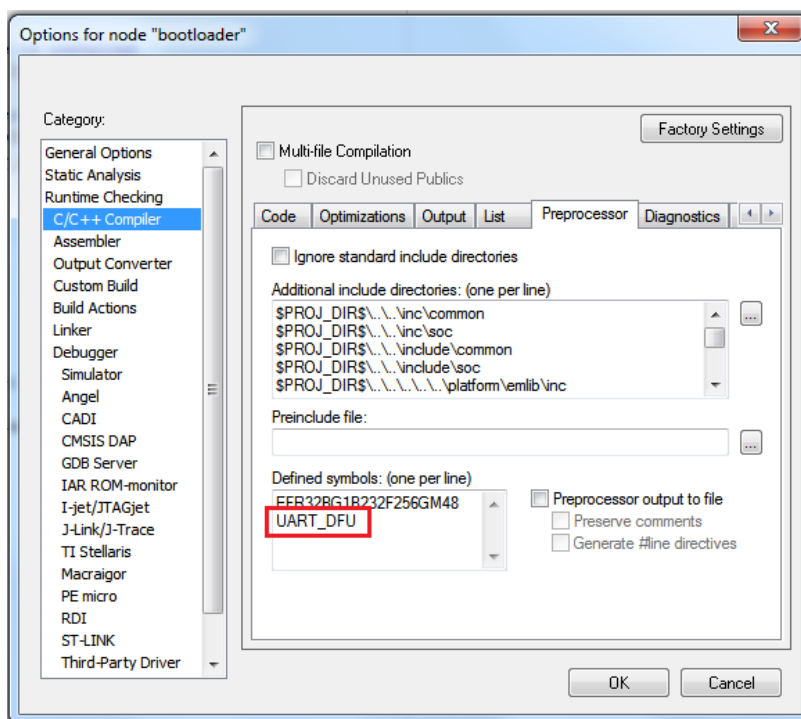 Options for node "bootloader"
Category:
General Options
Static Analysis
Runtime Checking
C/C++ Compiler
Assembler
Output Converter
Custom Build
Build Actions
Linker
Debugger
Simulator
Angel
CADI
CMSIS DAP
GDB Server
IAR ROM-monitor
I-jet/JTAGjet
J-Link/J-Trace
TI Stellaris
Macraigor
PE micro
RDI
ST-LINK
Third-Party Driver
Factory Settings
Multi-file Compilation
Discard Unused Publics
Code Optimizations Output List Preprocessor Diagnostics
Ignore standard include directories
Additional include directories: (one per line)
$PROJ_DIR$\..\..\inc\common
$PROJ_DIR$\..\..\inc\soc
$PROJ_DIR$\..\..\include\common
$PROJ_DIR$\..\..\include\soc
$PROJ_DIR$\..\..\..\..\..\..\platform\emlib\inc
...
Preinclude file:
...
Defined symbols: (one per line)
EFR32BG1B232F256GM48
UART_DFU
Preprocessor output to file
Preserve comments
Generate #line directives
OK Cancel